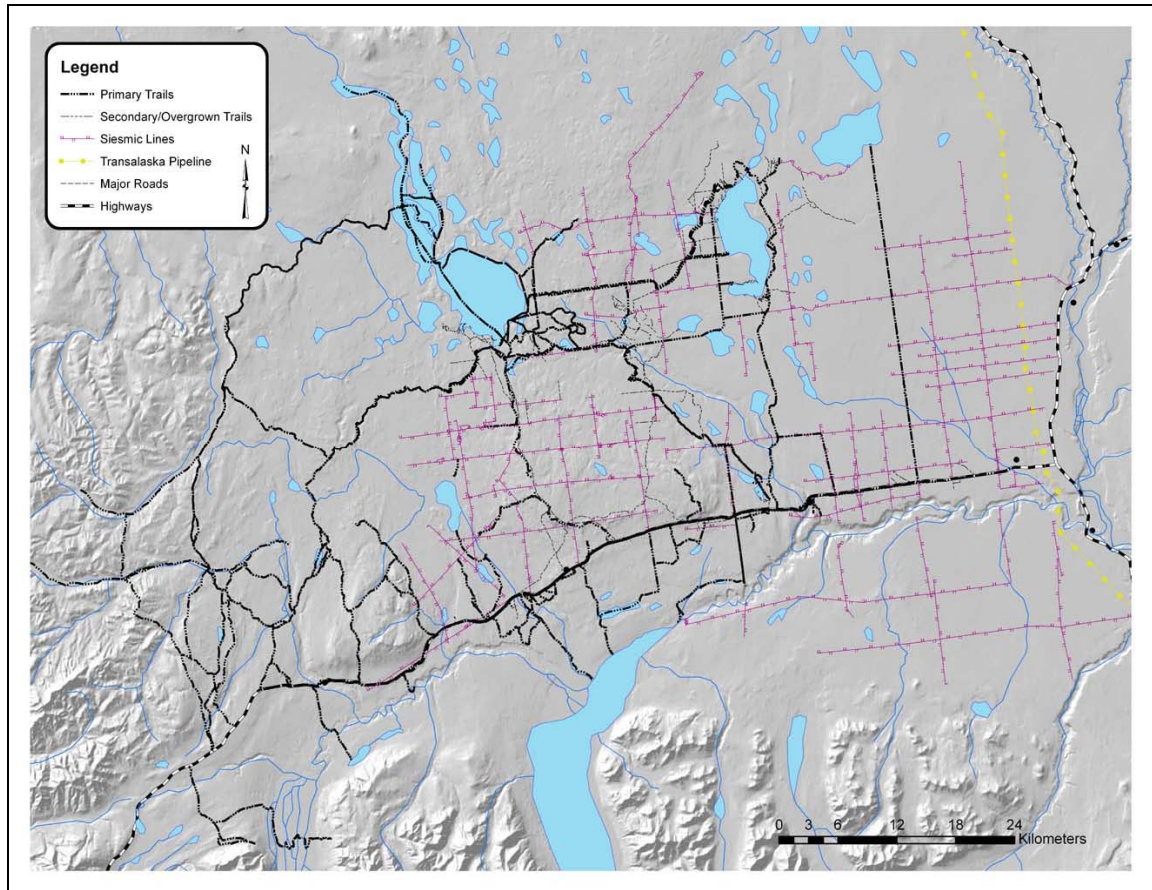 Legend
Primary Trails
Secondary/Overgrown Trails
Siesmic Lines
Transalaska Pipeline
Major Roads
Highways
N
0 3 6 12 18 24
Kilometers